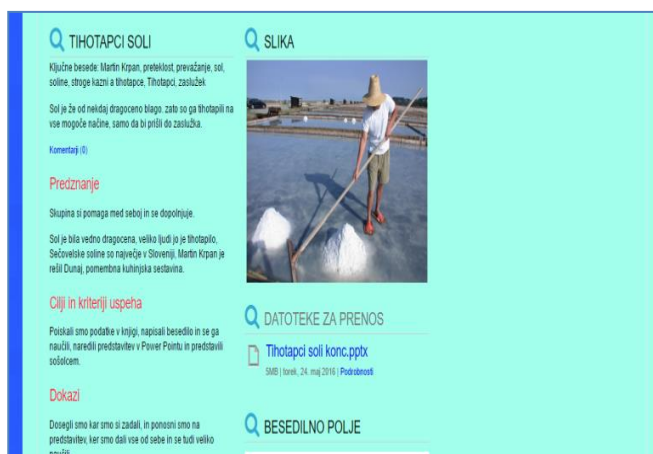 TIHOTAPCI SOLI
Ključne besede: Martin Krpan, preteklost, prevažanje, sol,
soline, stroge kazni a tihotapce, Tihotapci, zaslužek
Sol je že od nekdaj dragoceno blago. zato so ga tihotapili na
vse mogoče načine, samo da bi prišli do zaslužka.
Komentarji (0)
Predznanje
Skupina si pomaga med seboj in se dopolnjuje.
Sol je bila vedno dragocena, veliko ljudi jo je tihotapilo,
Sečovelske soline so največje v Sloveniji, Martin Krpan je
rešil Dunaj, pomembna kuhinjska sestavina.
Cilji in kriteriji uspeha
Poiskali smo podatke v knjigi, napisali besedilo in se ga
naučili, naredili predstavitev v Power Pointu in predstavili
sošolcem.
Dokazi
Dosegli smo kar smo si zadali, in ponosni smo na
predstavitev, ker smo dali vse od sebe in se tudi veliko
naučili
SLIKA
DATOTEKE ZA PRENOS
Tihotapci soli konc.pptx
SMB | torek, 24. maj 2016 | Podrobnosti
BESEDILNO POLJE